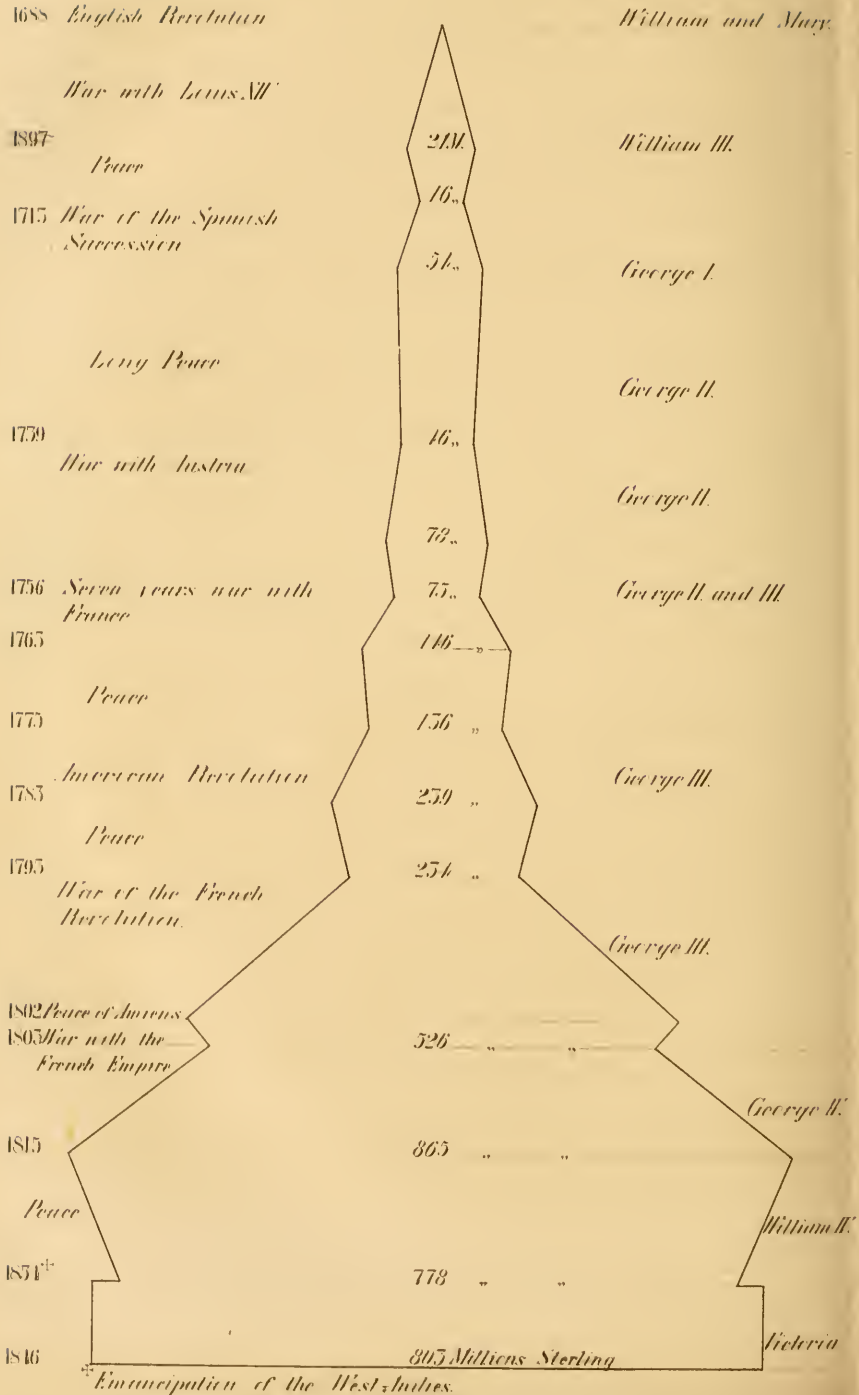 1688 English Revolution William and Mary.
War with Louis XIV
1897 21M. William III.
Peace
16 „
1713 War of the Spanish
Succession
54 „ George I.
Long Peace
George II.
1739 46 „
War with Austria
George II.
78 „
1756 Seven years war with 73 „ George II. and III.
France
1763 146 „
Peace
1775 136 „
American Revolution George III.
1783 239 „
Peace
1793 234 „
War of the French
Revolution.
George III.
1802 Peace of Amiens
1803 War with the 526 „ „
French Empire
George IV.
1815 865 „ „
Peace William IV.
1834+ 778 „ „
1846 803 Millions Sterling Victoria
+ Emancipation of the West-Indies.